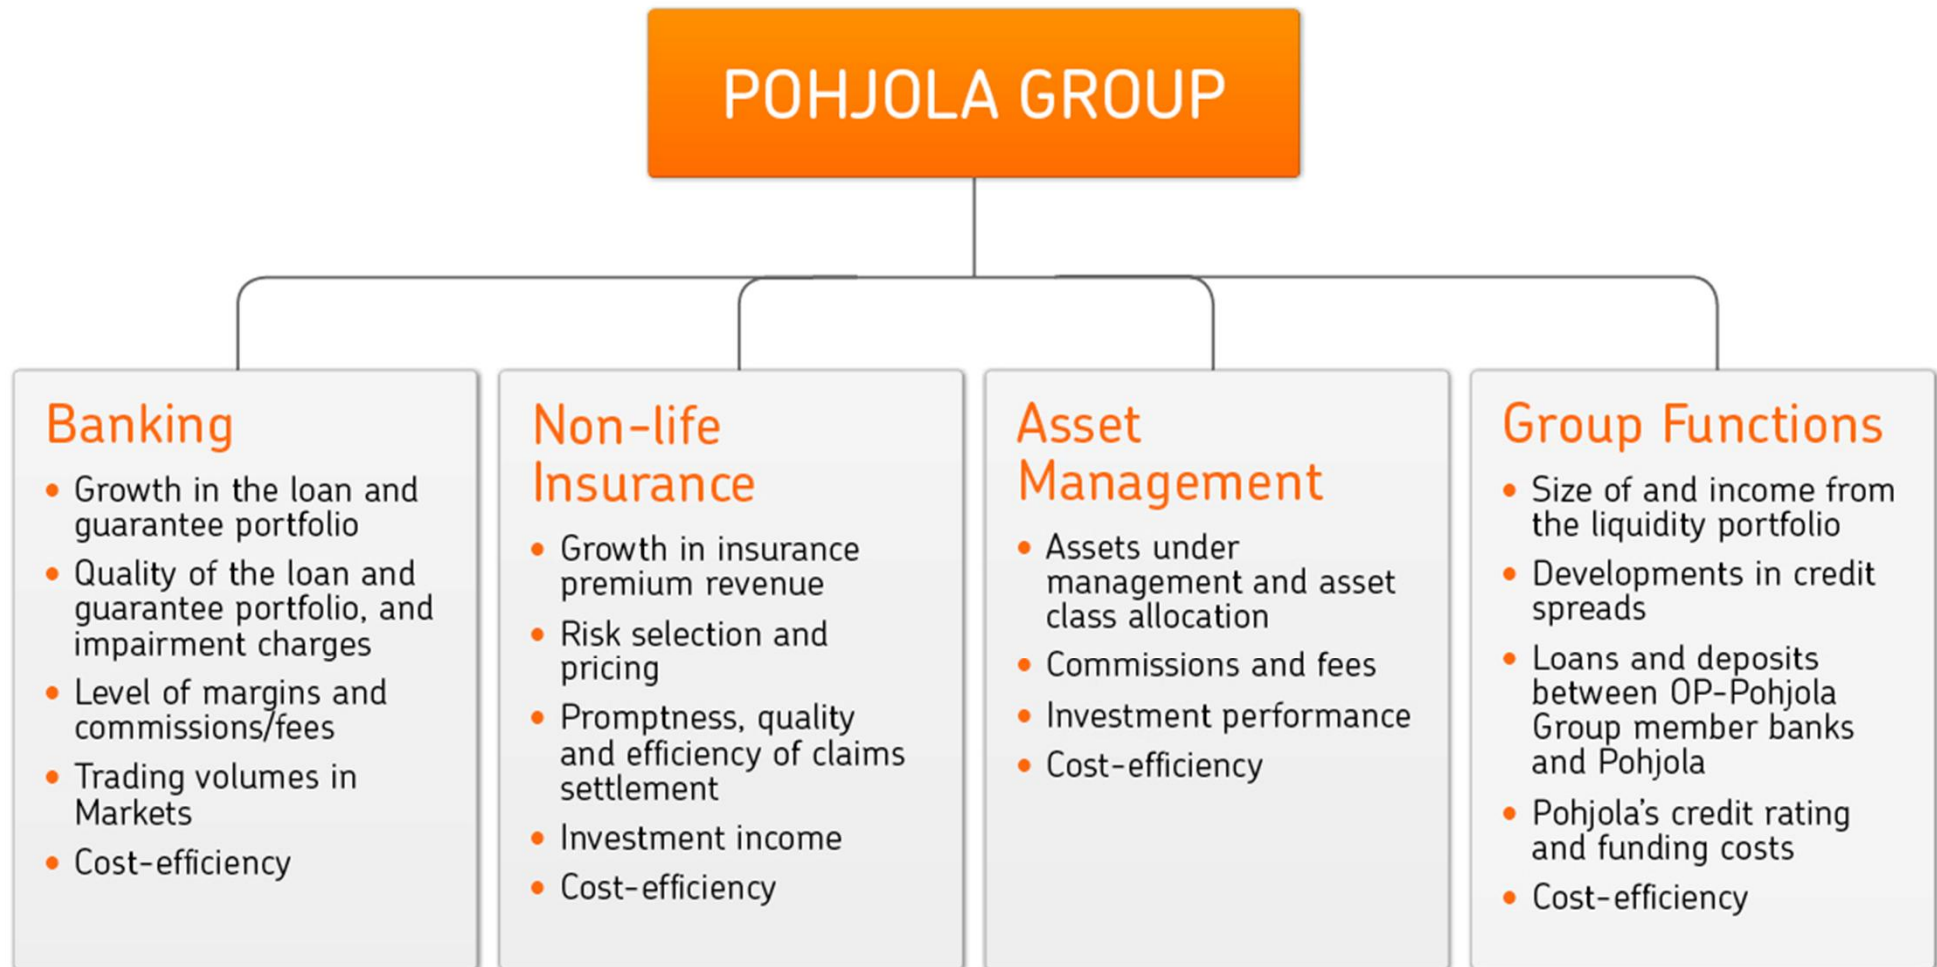 POHJOLA GROUP
Banking
• Growth in the loan and
guarantee portfolio
• Quality of the loan and
guarantee portfolio, and
impairment charges
• Level of margins and
commissions/fees
• Trading volumes in
Markets
• Cost-efficiency
Non-life
Insurance
• Growth in insurance
premium revenue
• Risk selection and
pricing
• Promptness, quality
and efficiency of claims
settlement
• Investment income
• Cost-efficiency
Asset
Management
• Assets under
management and asset
class allocation
• Commissions and fees
• Investment performance
• Cost-efficiency
Group Functions
• Size of and income from
the liquidity portfolio
• Developments in credit
spreads
• Loans and deposits
between OP-Pohjola
Group member banks
and Pohjola
• Pohjola’s credit rating
and funding costs
• Cost-efficiency